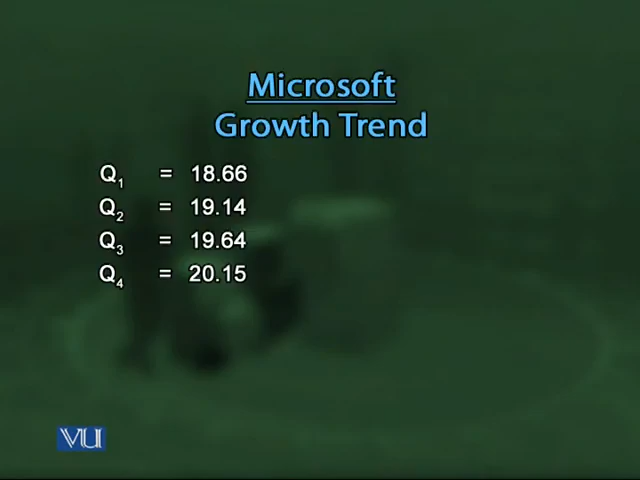 Microsoft
Growth Trend
Q1 = 18.66
Q2 = 19.14
Q3 = 19.64
Q4 = 20.15
VU